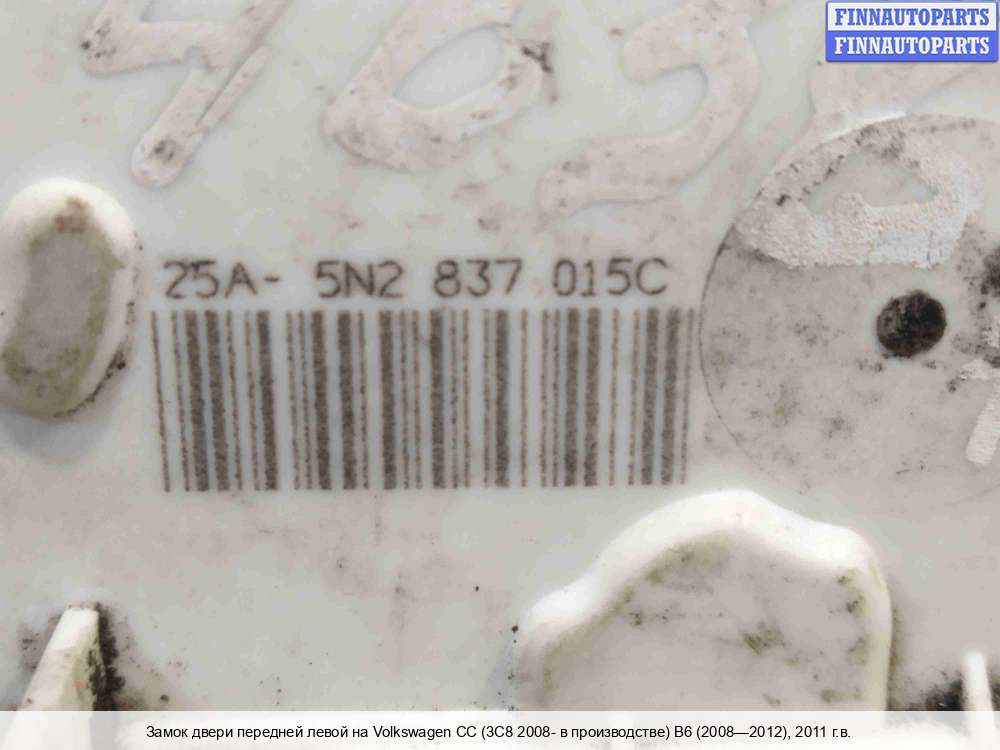 FINNAUTOPARTS
FINNAUTOPARTS
25A- 5N2 837 015C
Замок двери передней левой на Volkswagen CC (3C8 2008- в производстве) B6 (2008—2012), 2011 г.в.